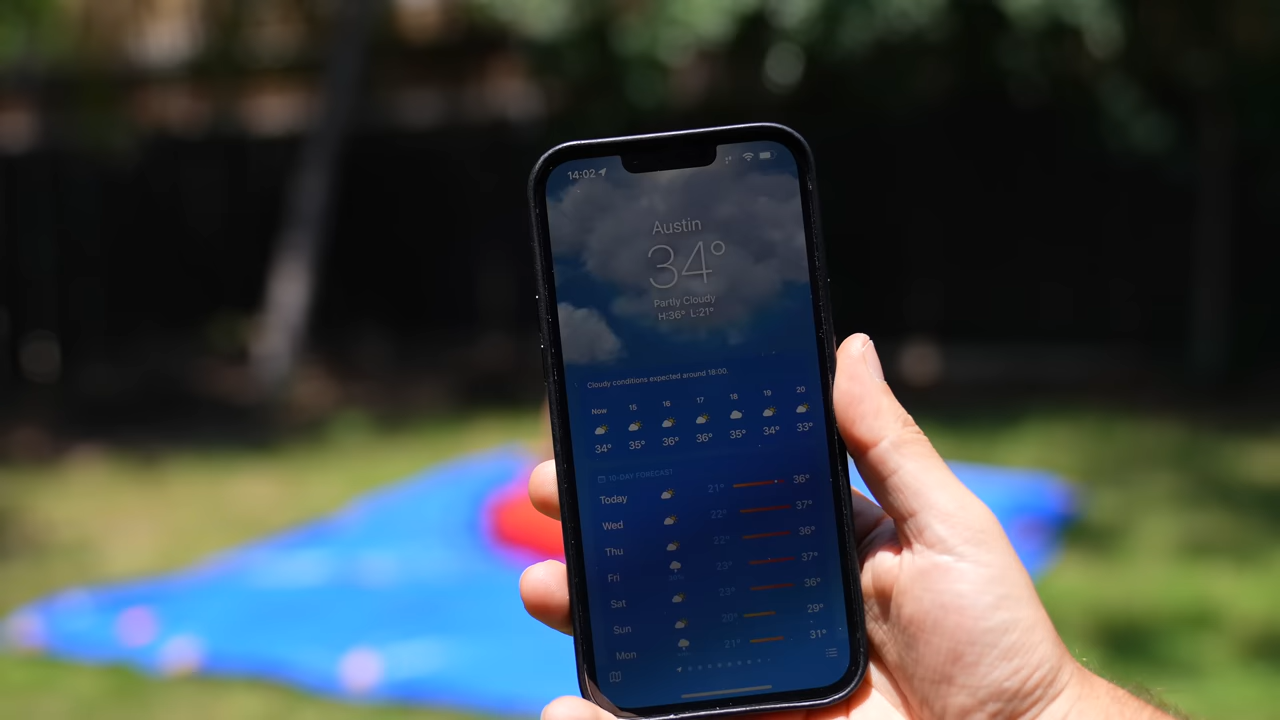 14:02
Austin
34°
Partly Cloudy
H:36° L:21°
Cloudy conditions expected around 18:00.
Now 15 16 17 18 19 20
34° 35° 36° 36° 35° 34° 33°
10-DAY FORECAST
Today 21° 36°
Wed 22° 37°
Thu 22° 36°
Fri 23° 37°
Sat 23° 36°
Sun 20° 29°
Mon 21° 31°